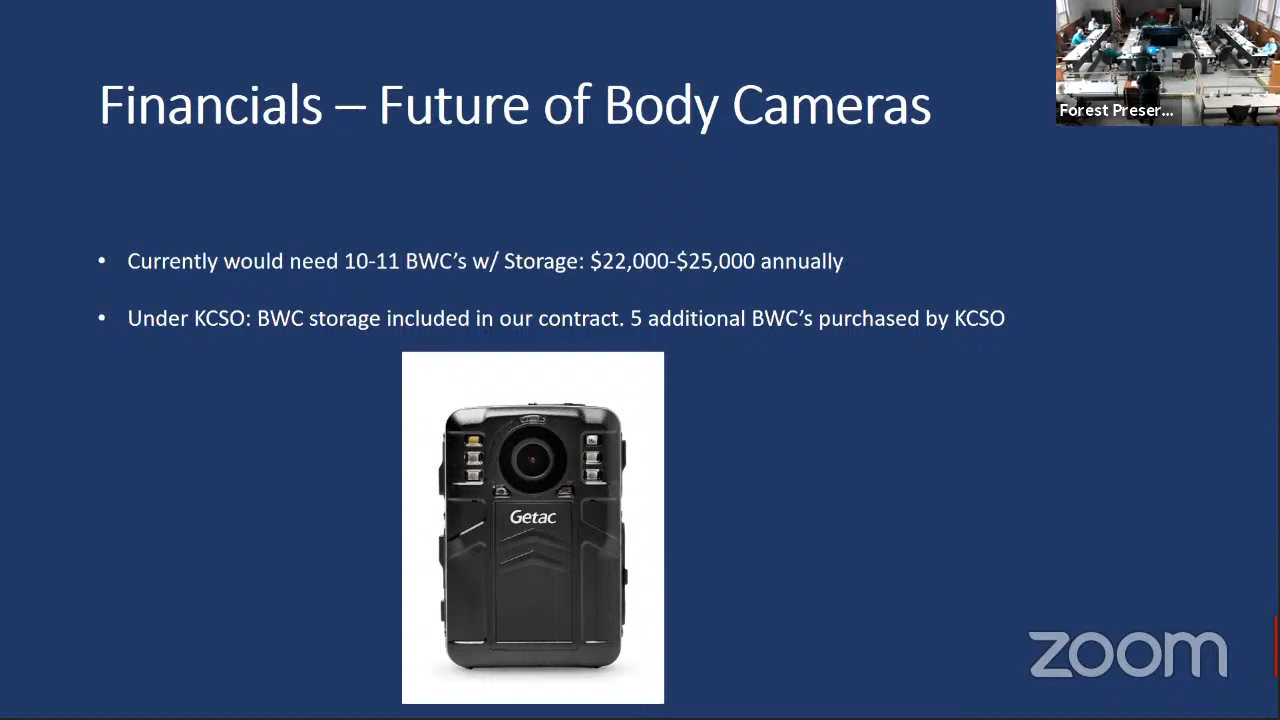 Financials – Future of Body Cameras
Forest Preser...
• Currently would need 10-11 BWC’s w/ Storage: $22,000-$25,000 annually
• Under KCSO: BWC storage included in our contract. 5 additional BWC’s purchased by KCSO
Getac
zoom